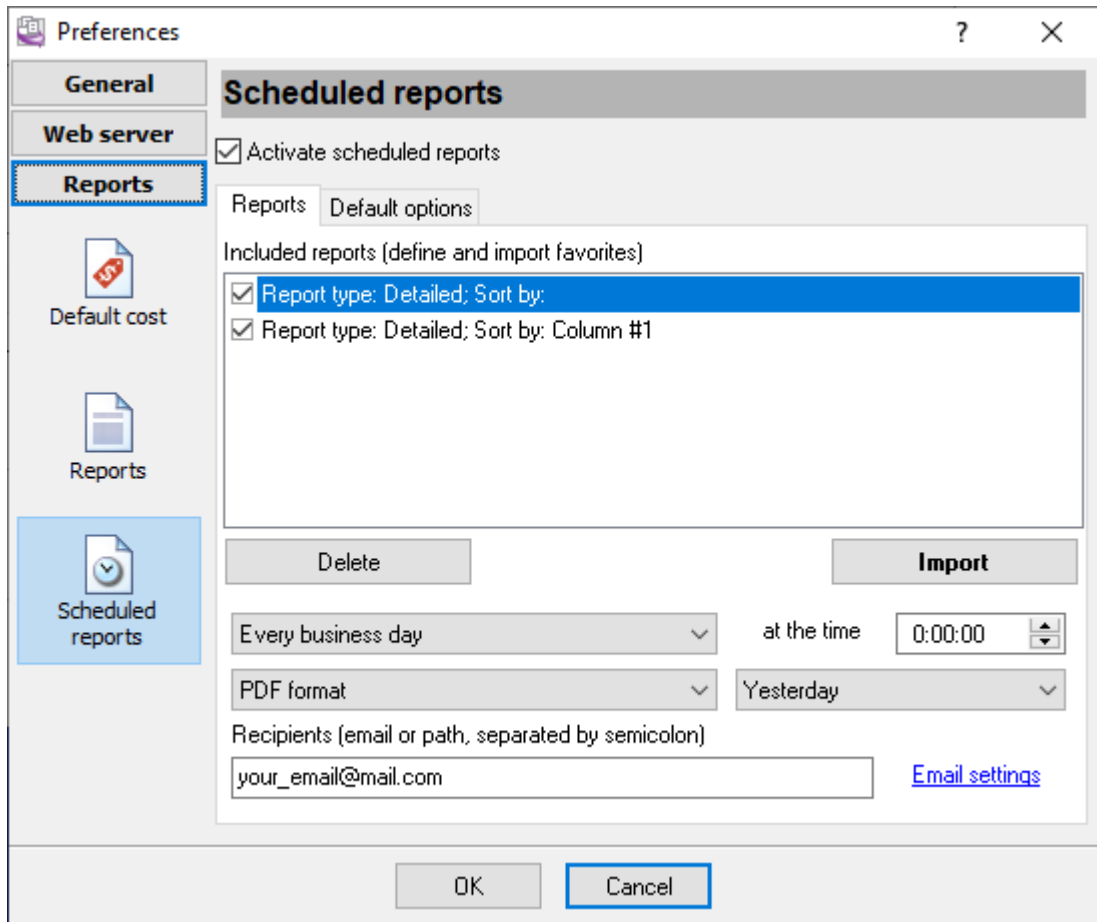 Preferences
?
General
Web server
Reports
Default cost
Reports
Scheduled
reports
Scheduled reports
Activate scheduled reports
Reports
Default options
Included reports (define and import favorites)
Report type: Detailed; Sort by:
Report type: Detailed; Sort by: Column #1
Delete
Import
Every business day
at the time
0:00:00
PDF format
Yesterday
Recipients (email or path, separated by semicolon)
your_email@mail.com
Email settings
OK
Cancel